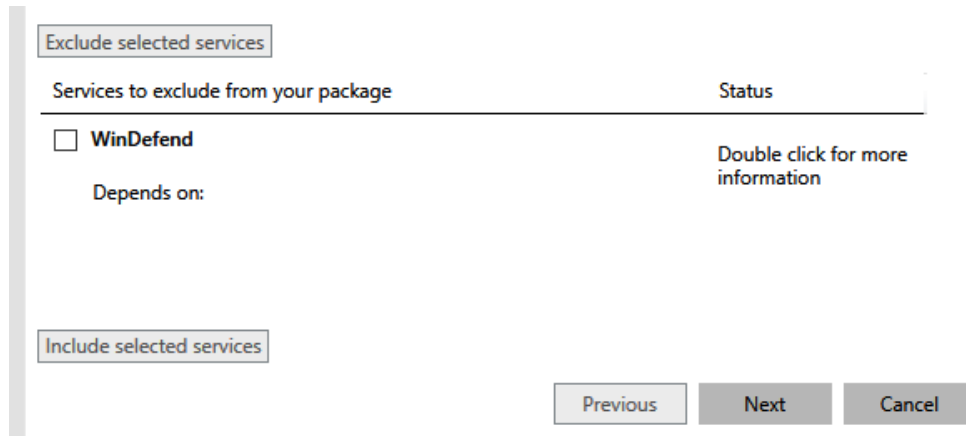 Exclude selected services
Services to exclude from your package
Status
WinDefend
Double click for more
information
Depends on:
Include selected services
Previous
Next
Cancel